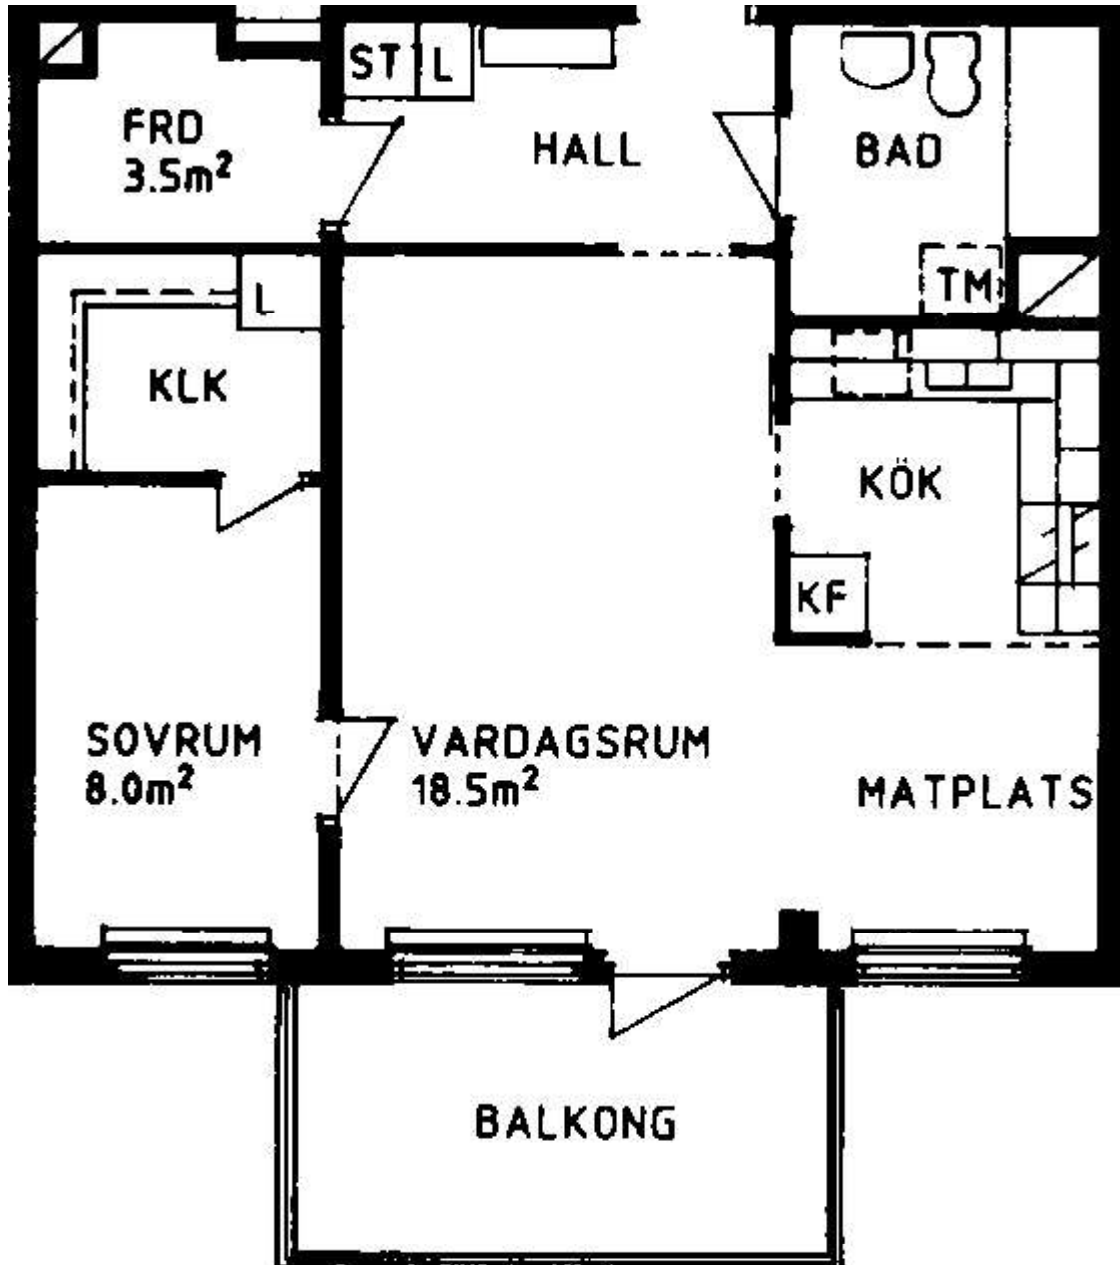 ST
L
FRD
3.5m²
HALL
BAD
L
TM
KLK
KÖK
KF
SOVRUM
8.0m²
VARDAGSRUM
18.5m²
MATPLATS
BALKONG